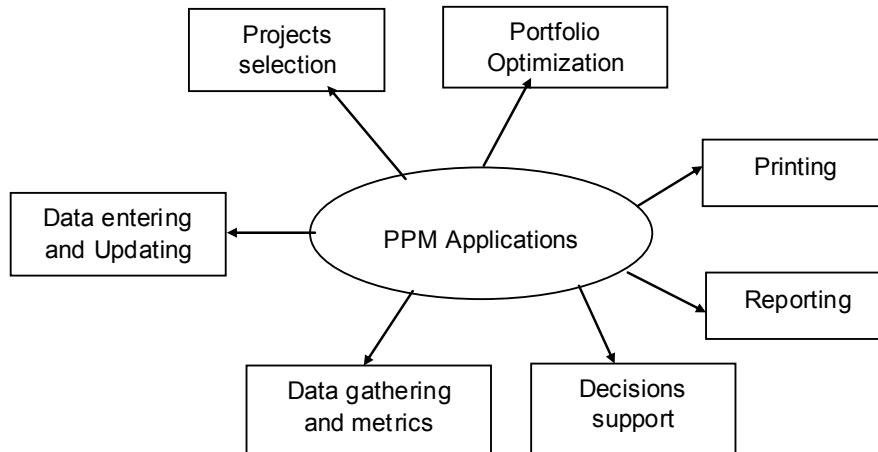 Projects
selection
Portfolio
Optimization
Printing
Data entering
and Updating
PPM Applications
Reporting
Data gathering
and metrics
Decisions
support